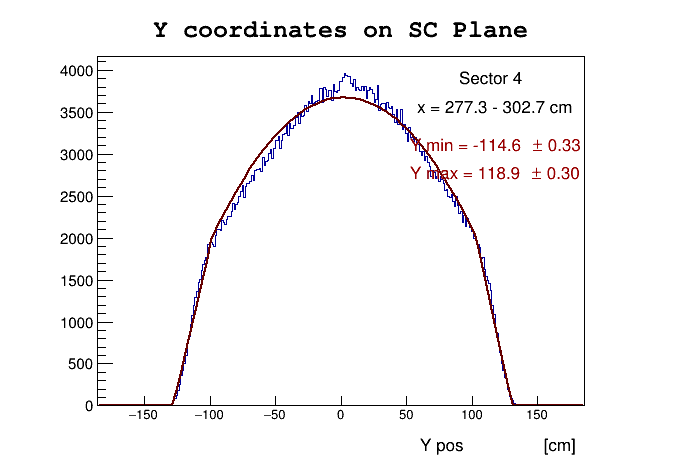 Y coordinates on SC Plane
4000
3500
3000
2500
2000
1500
1000
500
0
Sector 4
x = 277.3 - 302.7 cm
Y min = -114.6 ± 0.33
Y max = 118.9 ± 0.30
−150 −100 −50 0 50 100 150
Y pos [cm]